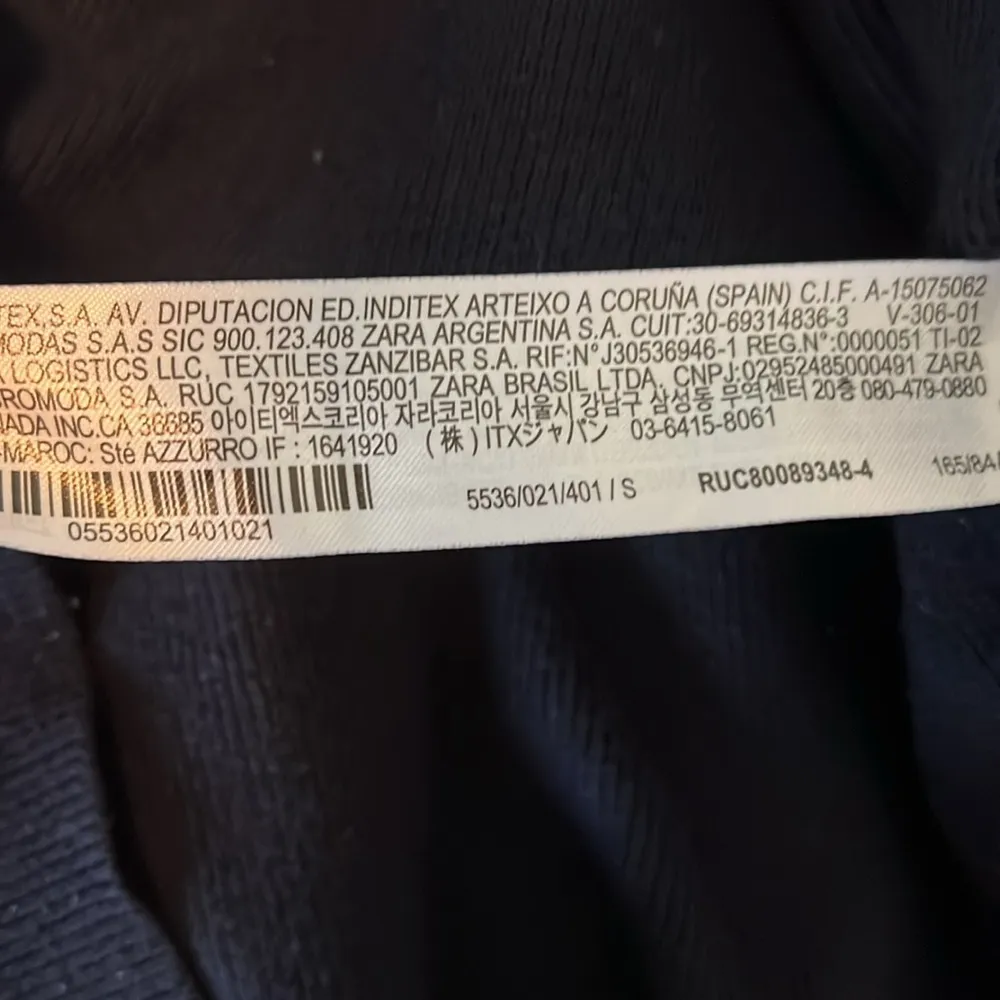 TEX,S.A. AV. DIPUTACION ED.INDITEX ARTEIXO A CORUÑA (SPAIN) C.I.F. A-15075062
MODAS S.A.S SIC 900.123.408 ZARA ARGENTINA S.A. CUIT:30-69314836-3 V-306-01
LOGISTICS LLC, TEXTILES ZANZIBAR S.A. RIF:N°J30536946-1 REG.N°:0000051 TI-02
ROMODA S.A. RUC 1792159105001 ZARA BRASIL LTDA. CNPJ:02952485000491 ZARA
ADA INC.CA 36685 아이티엑스코리아 자라코리아 서울시 강남구 삼성동 무역센터 20층 080-479-0880
MAROC: Sté AZZURRO IF : 1641920 (株)ITXジャパン 03-6415-8061
5536/021/401 / S RUC80089348-4 165/84
05536021401021